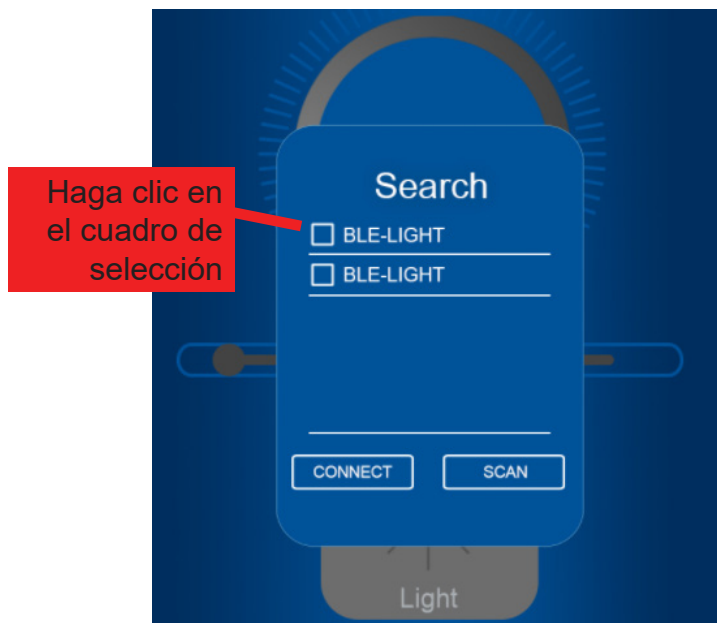 Search
Haga clic en
el cuadro de
selección
BLE-LIGHT
BLE-LIGHT
CONNECT
SCAN
Light